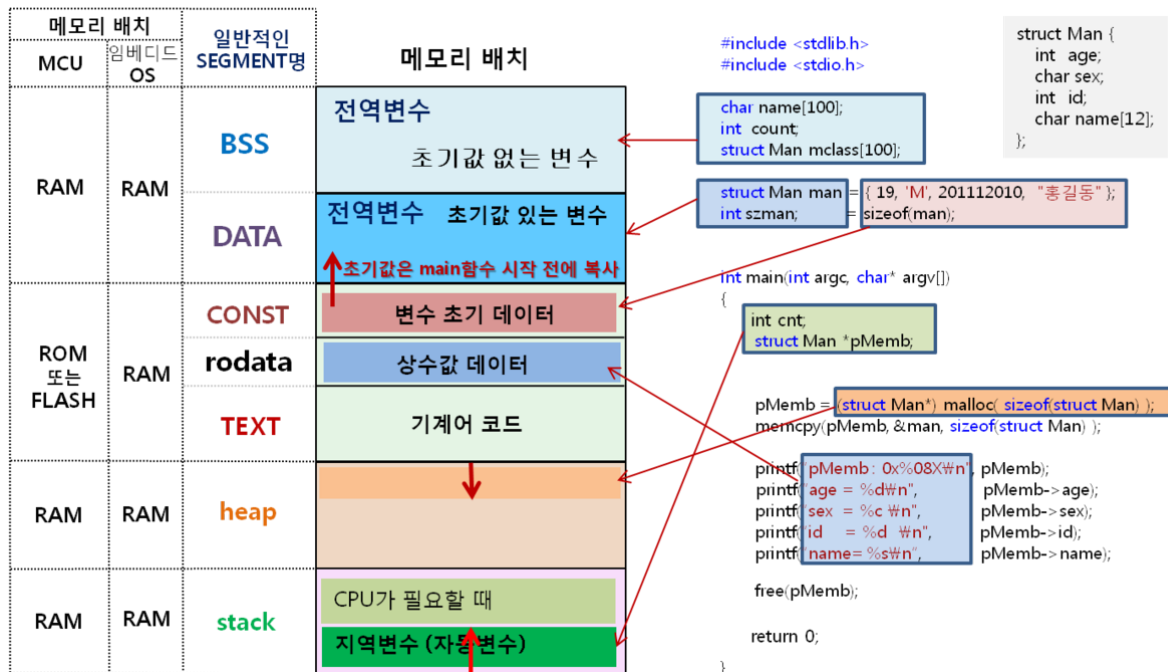 메모리 배치
MCU
임베디드
OS
일반적인
SEGMENT명
메모리 배치
RAM
RAM
BSS
전역변수
초기값 없는 변수
DATA
전역변수 초기값 있는 변수
초기값은 main함수 시작 전에 복사
ROM
또는
FLASH
RAM
CONST
변수 초기 데이터
rodata
상수값 데이터
TEXT
기계어 코드
RAM
RAM
heap
RAM
RAM
stack
CPU가 필요할 때
지역변수 (자동변수)
#include <stdlib.h>
#include <stdio.h>
char name[100];
int count;
struct Man mclass[100];
struct Man man = { 19, 'M', 201112010, "홍길동" };
int szman; = sizeof(man);
int main(int argc, char* argv[])
{
int cnt;
struct Man *pMemb;
pMemb = (struct Man*) malloc( sizeof(struct Man) );
memcpy(pMemb, &man, sizeof(struct Man) );
printf("pMemb: 0x%08X₩n", pMemb);
printf("age = %d₩n", pMemb->age);
printf("sex = %c ₩n", pMemb->sex);
printf("id = %d ₩n", pMemb->id);
printf("name= %s₩n", pMemb->name);
free(pMemb);
return 0;
}
struct Man {
int age;
char sex;
int id;
char name[12];
};